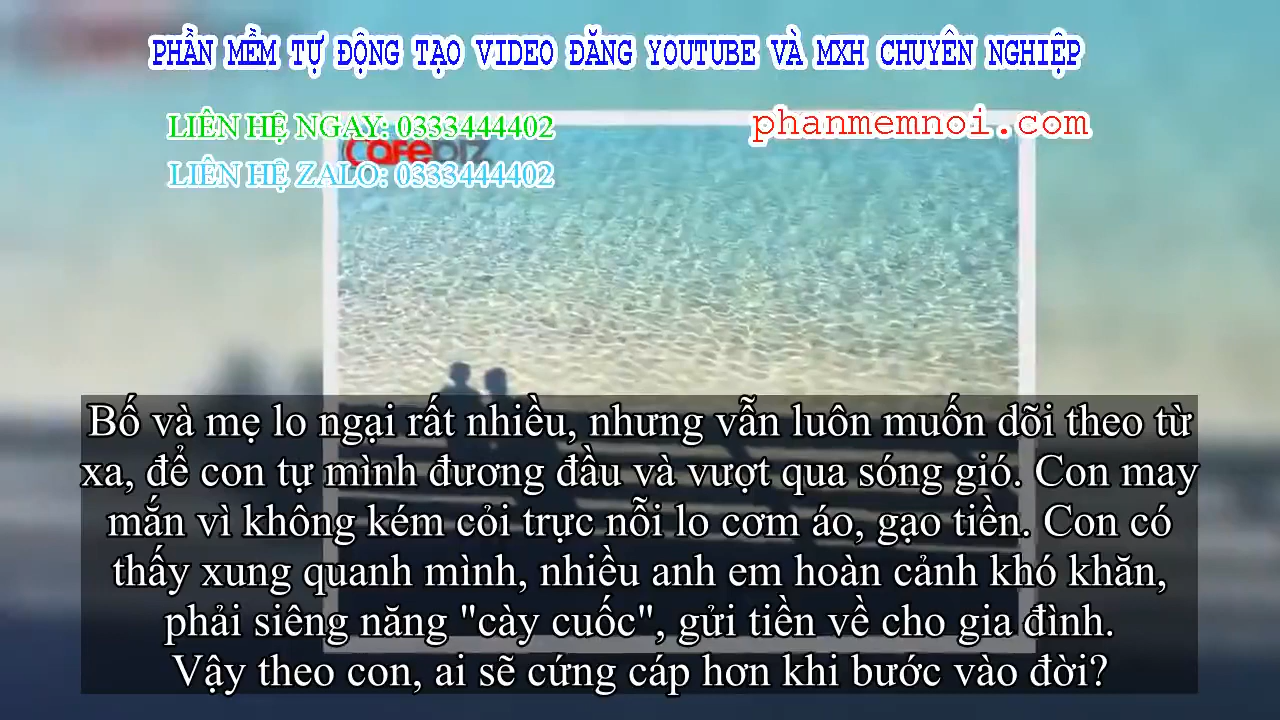 PHẦN MỀM TỰ ĐỘNG TẠO VIDEO ĐĂNG YOUTUBE VÀ MXH CHUYÊN NGHIỆP
LIÊN HỆ NGAY: 0333444402
phanmemnoi.com
cafebiz
LIÊN HỆ ZALO: 0333444402
Bố và mẹ lo ngại rất nhiều, nhưng vẫn luôn muốn dõi theo từ
xa, để con tự mình đương đầu và vượt qua sóng gió. Con may
mắn vì không kém cỏi trực nỗi lo cơm áo, gạo tiền. Con có
thấy xung quanh mình, nhiều anh em hoàn cảnh khó khăn,
phải siêng năng "cày cuốc", gửi tiền về cho gia đình.
Vậy theo con, ai sẽ cứng cáp hơn khi bước vào đời?